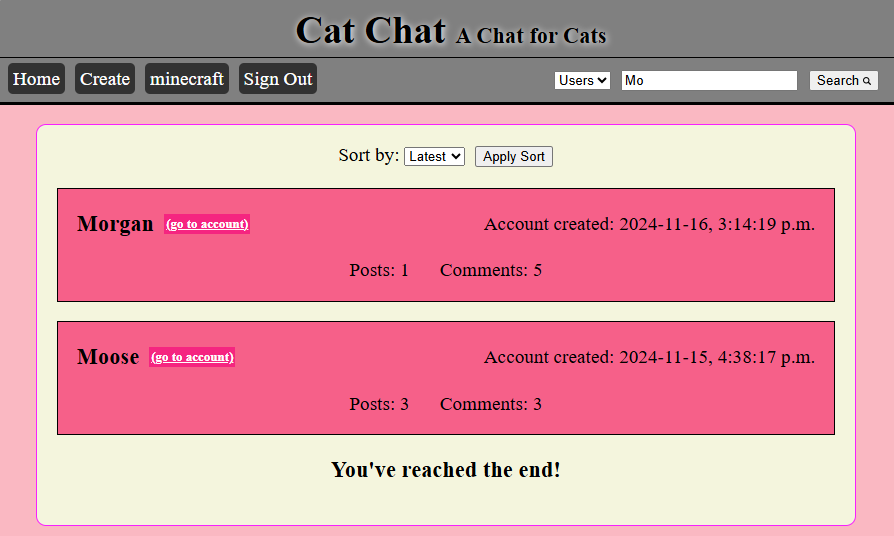 Cat Chat A Chat for Cats
Home Create minecraft Sign Out Users Mo Search
Sort by: Latest Apply Sort
Morgan (go to account) Account created: 2024-11-16, 3:14:19 p.m.
Posts: 1 Comments: 5
Moose (go to account) Account created: 2024-11-15, 4:38:17 p.m.
Posts: 3 Comments: 3
You've reached the end!